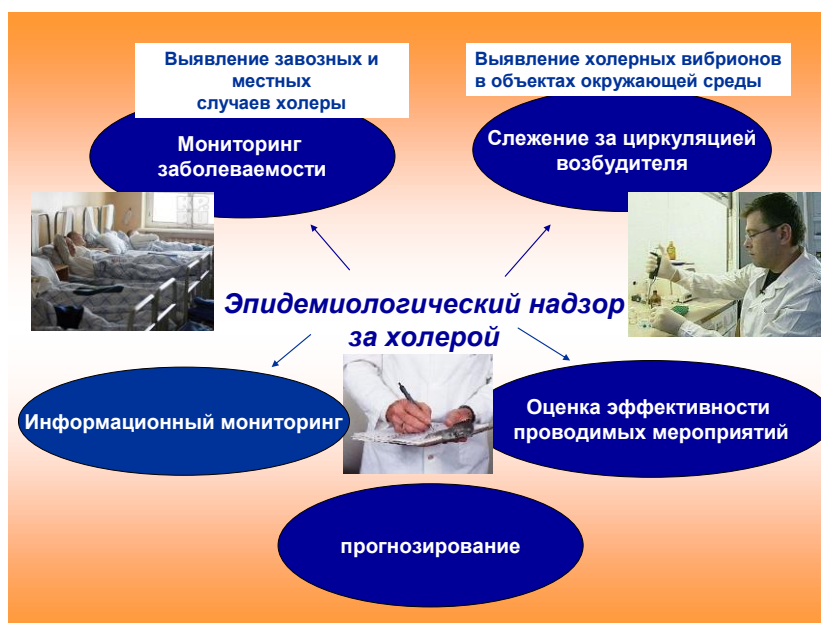 Выявление завозных и
местных
случаев холеры
Выявление холерных вибрионов
в объектах окружающей среды
Мониторинг
заболеваемости
Слежение за циркуляцией
возбудителя
Эпидемиологический надзор
за холерой
Информационный мониторинг
Оценка эффективности
проводимых мероприятий
прогнозирование